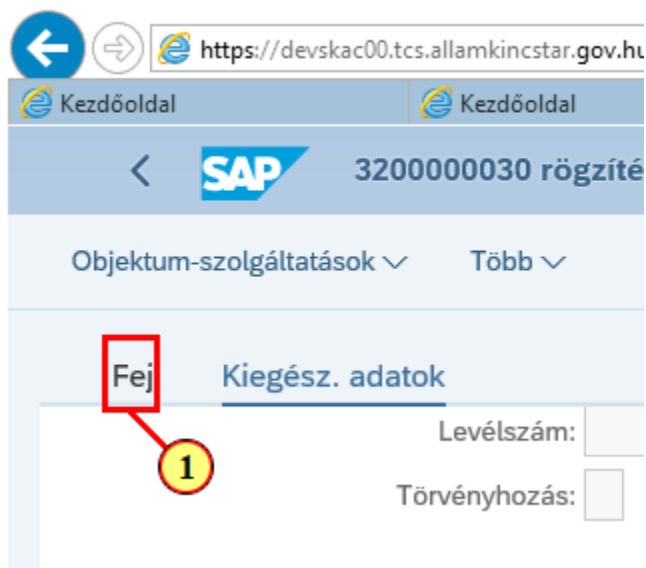 https://devskac00.tcs.allamkincstar.gov.hu
Kezdőoldal Kezdőoldal
SAP 3200000030 rögzíté
Objektum-szolgáltatások Több
Fej Kiegész. adatok
Levélszám:
1
Törvényhozás: